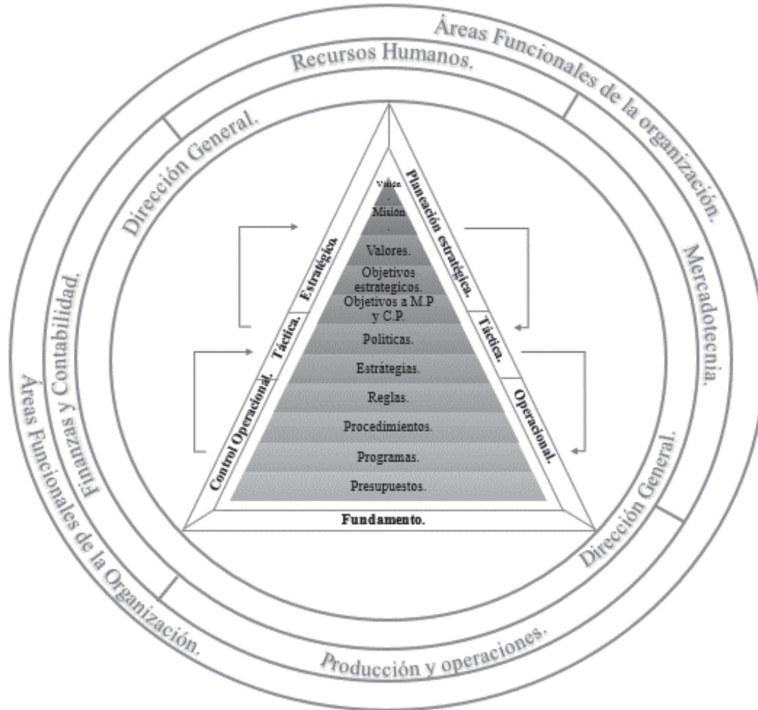 Áreas Funcionales de la organización.
Recursos Humanos.
Dirección General.
Mercadotecnia.
Finanzas y Contabilidad.
Áreas Funcionales de la Organización.
Dirección General.
Producción y operaciones.
Planeación estratégica.
Táctica.
Operacional.
Estratégico.
Táctica.
Control Operacional.
Visión
.
Misión
.
Valores.
Objetivos
estrategicos.
Objetivos a M.P
y C.P.
Politicas.
Estrátegias.
Reglas.
Procedimientos.
Programas.
Presupuestos.
Fundamento.